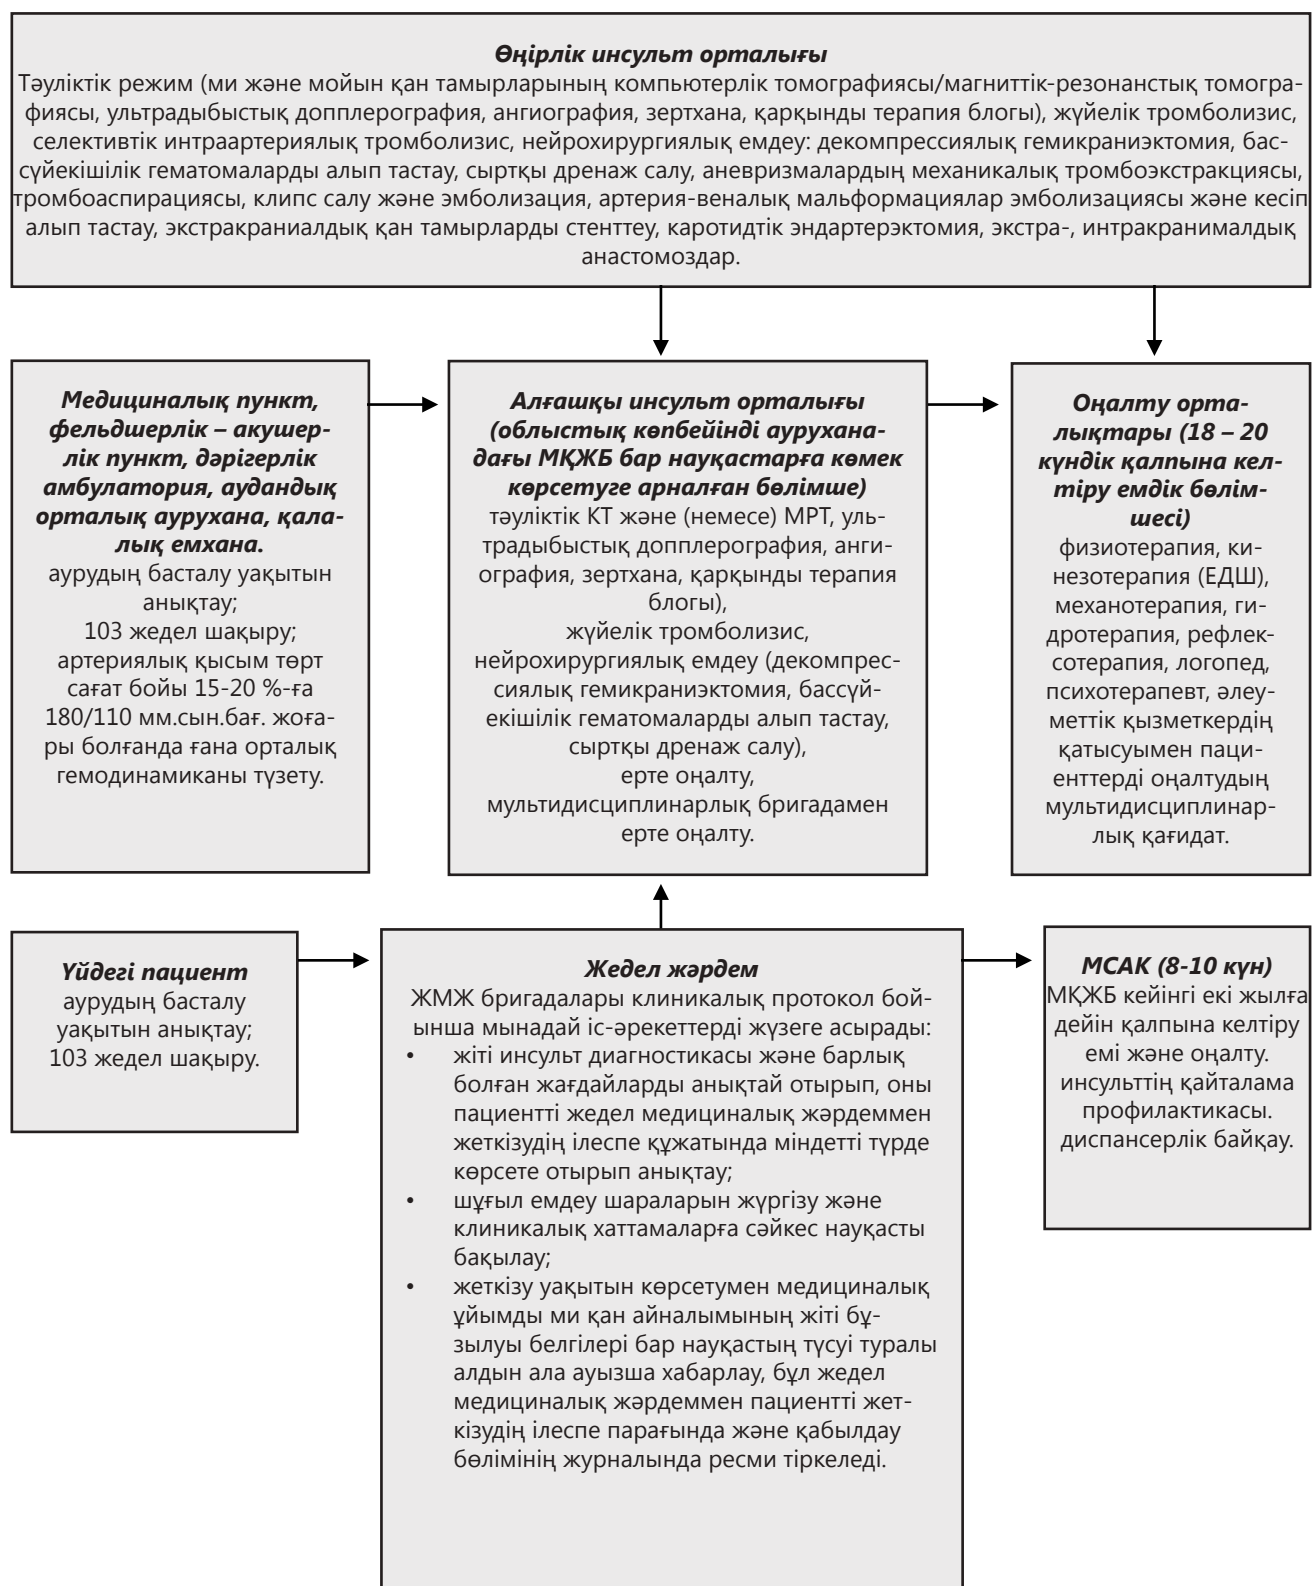 Өңірлік инсульт орталығы
Тәуліктік режим (ми және мойын қан тамырларының компьютерлік томографиясы/магниттік-резонанстық томогра-
фиясы, ультрадыбыстық допплерография, ангиография, зертхана, қарқынды терапия блогы), жүйелік тромболизис,
селективтік интраартериялық тромболизис, нейрохирургиялық емдеу: декомпрессиялық гемикраниэктомия, бас-
сүйекішілік гематомаларды алып тастау, сыртқы дренаж салу, аневризмалардың механикалық тромбоэкстракциясы,
тромбоаспирациясы, клипс салу және эмболизация, артерия-веналық мальформациялар эмболизациясы және кесіп
алып тастау, экстракраниалдық қан тамырларды стенттеу, каротидтік эндартерэктомия, экстра-, интракранималдық
анастомоздар.
Медициналық пункт,
фельдшерлік – акушер-
лік пункт, дәрігерлік
амбулатория, аудандық
орталық аурухана, қала-
лық емхана.
аурудың басталу уақытын
анықтау;
103 жедел шақыру;
артериялық қысым төрт
сағат бойы 15-20 %-ға
180/110 мм.сын.бағ. жоға-
ры болғанда ғана орталық
гемодинамиканы түзету.
Алғашқы инсульт орталығы
(облыстық көпбейінді аурухана-
дағы МҚЖБ бар науқастарға көмек
көрсетуге арналған бөлімше)
тәуліктік КТ және (немесе) МРТ, уль-
традыбыстық допплерография, анги-
ография, зертхана, қарқынды терапия
блогы),
жүйелік тромболизис,
нейрохирургиялық емдеу (декомпрес-
сиялық гемикраниэктомия, бассүй-
екішілік гематомаларды алып тастау,
сыртқы дренаж салу),
ерте оңалту,
мультидисциплинарлық бригадамен
ерте оңалту.
Оңалту орта-
лықтары (18 – 20
күндік қалпына кел-
тіру емдік бөлім-
шесі)
физиотерапия, ки-
незотерапия (ЕДШ),
механотерапия, ги-
дротерапия, рефлек-
сотерапия, логопед,
психотерапевт, әлеу-
меттік қызметкердің
қатысуымен паци-
енттерді оңалтудың
мультидисциплинар-
лық қағидат.
Үйдегі пациент
аурудың басталу
уақытын анықтау;
103 жедел шақыру.
Жедел жәрдем
ЖМЖ бригадалары клиникалық протокол бой-
ынша мынадай іс-әрекеттерді жүзеге асырады:
• жіті инсульт диагностикасы және барлық
болған жағдайларды анықтай отырып, оны
пациентті жедел медициналық жәрдеммен
жеткізудің ілеспе құжатында міндетті түрде
көрсете отырып анықтау;
• шұғыл емдеу шараларын жүргізу және
клиникалық хаттамаларға сәйкес науқасты
бақылау;
• жеткізу уақытын көрсетумен медициналық
ұйымды ми қан айналымының жіті бұ-
зылуы белгілері бар науқастың түсуі туралы
алдын ала ауызша хабарлау, бұл жедел
медициналық жәрдеммен пациентті жет-
кізудің ілеспе парағында және қабылдау
бөлімінің журналында ресми тіркеледі.
МСАК (8-10 күн)
МҚЖБ кейінгі екі жылға
дейін қалпына келтіру
емі және оңалту.
инсульттің қайталама
профилактикасы.
диспансерлік байқау.